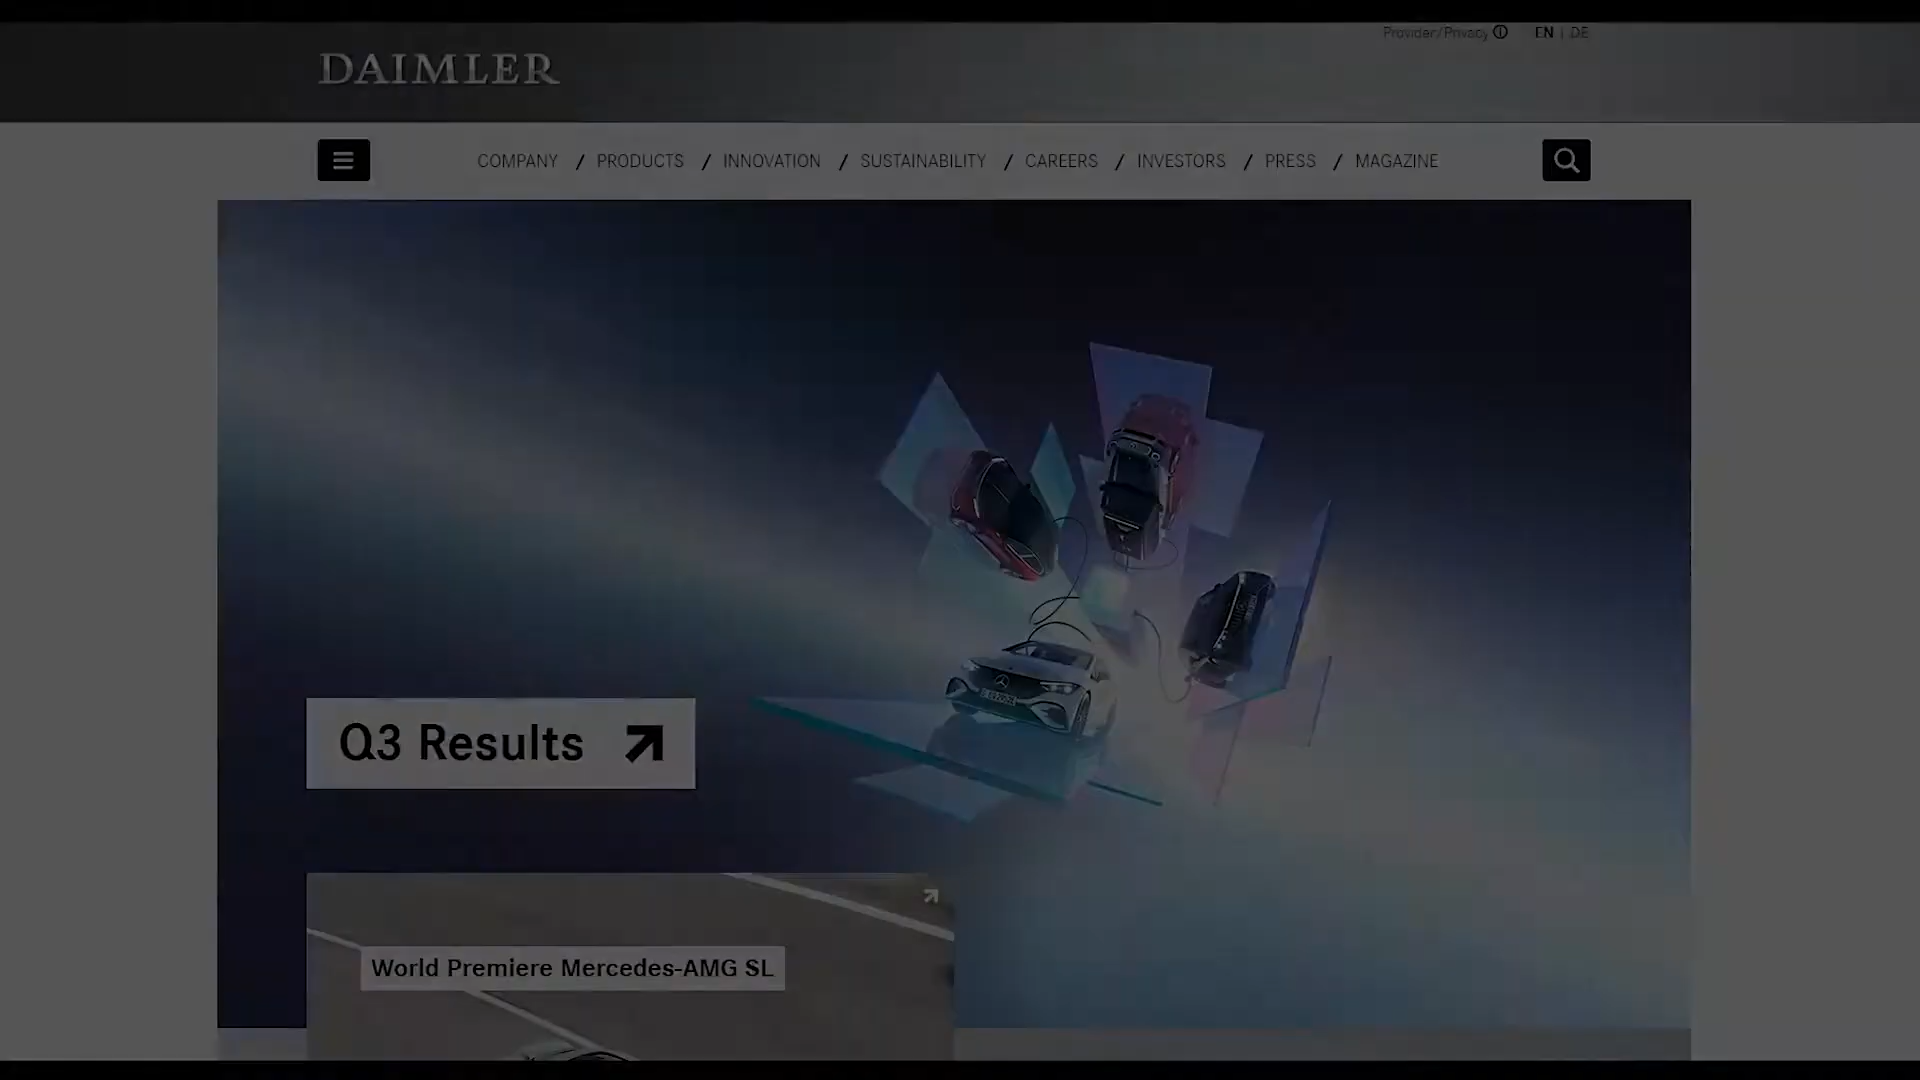 Provider/Privacy EN | DE
DAIMLER
COMPANY / PRODUCTS / INNOVATION / SUSTAINABILITY / CAREERS / INVESTORS / PRESS / MAGAZINE
Q3 Results
World Premiere Mercedes-AMG SL